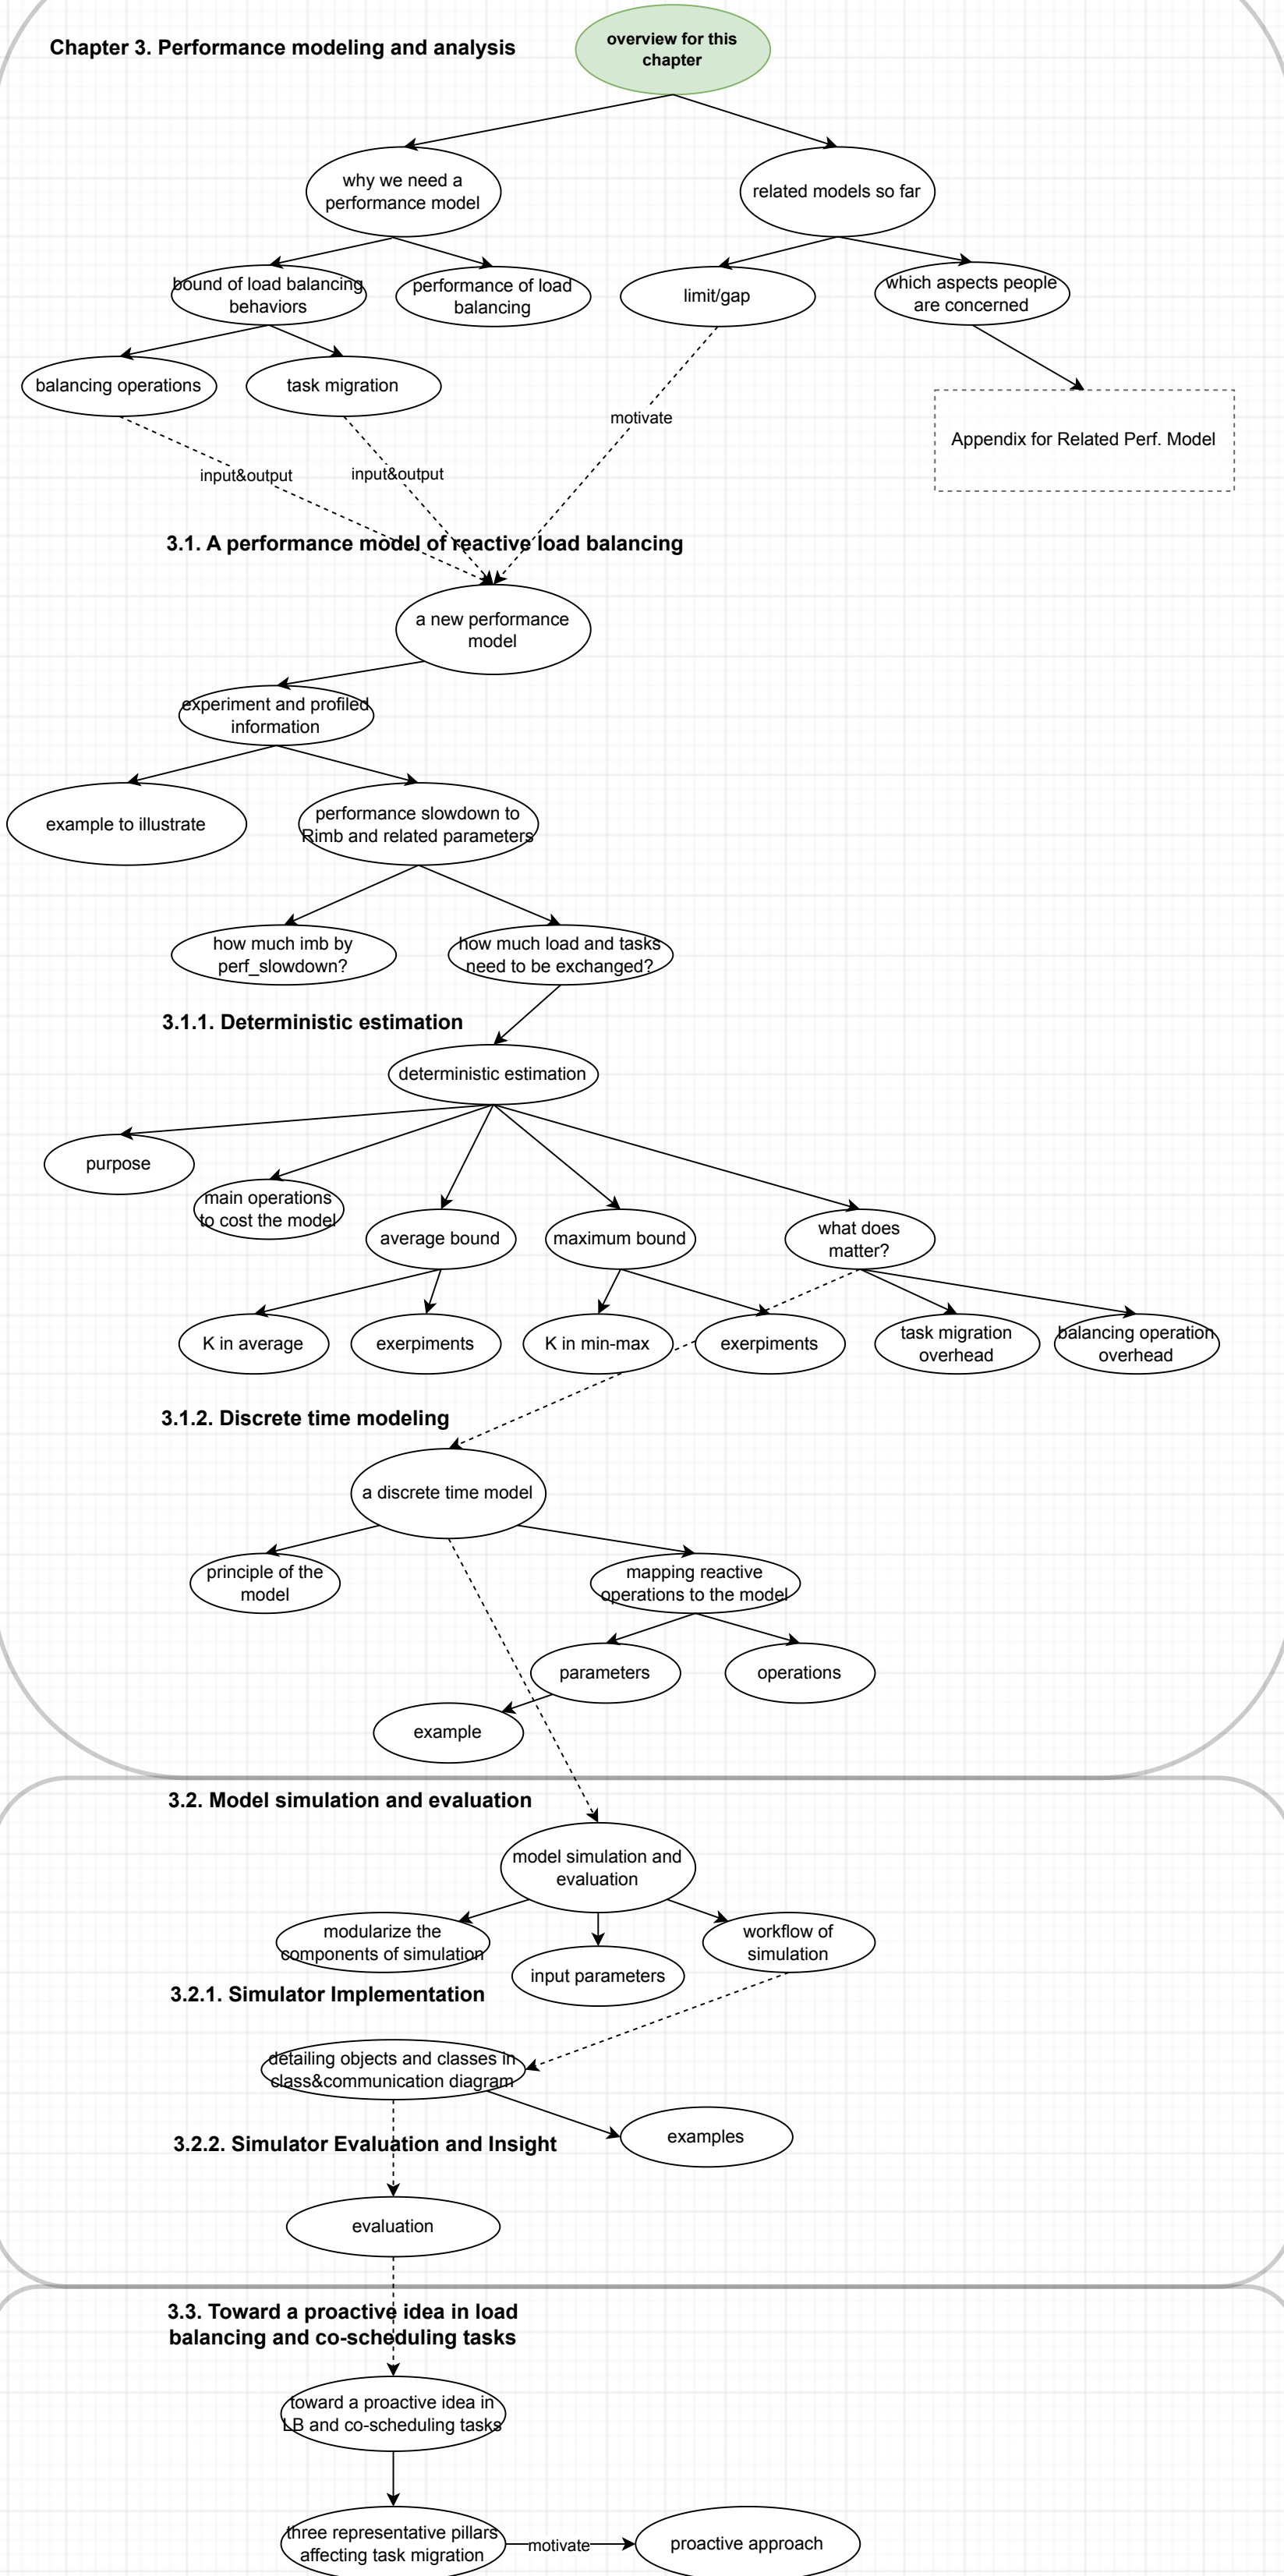 Chapter 3. Performance modeling and analysis
overview for this
chapter
why we need a
performance model
related models so far
bound of load balancing
behaviors
performance of load
balancing
limit/gap
which aspects people
are concerned
balancing operations
task migration
motivate
Appendix for Related Perf. Model
input&output
input&output
3.1. A performance model of reactive load balancing
a new performance
model
experiment and profiled
information
example to illustrate
performance slowdown to
Rimb and related parameters
how much imb by
perf_slowdown?
how much load and tasks
need to be exchanged?
3.1.1. Deterministic estimation
deterministic estimation
purpose
main operations
to cost the model
average bound
maximum bound
what does
matter?
K in average
exerpiments
K in min-max
exerpiments
task migration
overhead
balancing operation
overhead
3.1.2. Discrete time modeling
a discrete time model
principle of the
model
mapping reactive
operations to the model
parameters
operations
example
3.2. Model simulation and evaluation
model simulation and
evaluation
modularize the
components of simulation
input parameters
workflow of
simulation
3.2.1. Simulator Implementation
detailing objects and classes in
class&communication diagram
examples
3.2.2. Simulator Evaluation and Insight
evaluation
3.3. Toward a proactive idea in load
balancing and co-scheduling tasks
toward a proactive idea in
LB and co-scheduling tasks
three representative pillars
affecting task migration
motivate
proactive approach